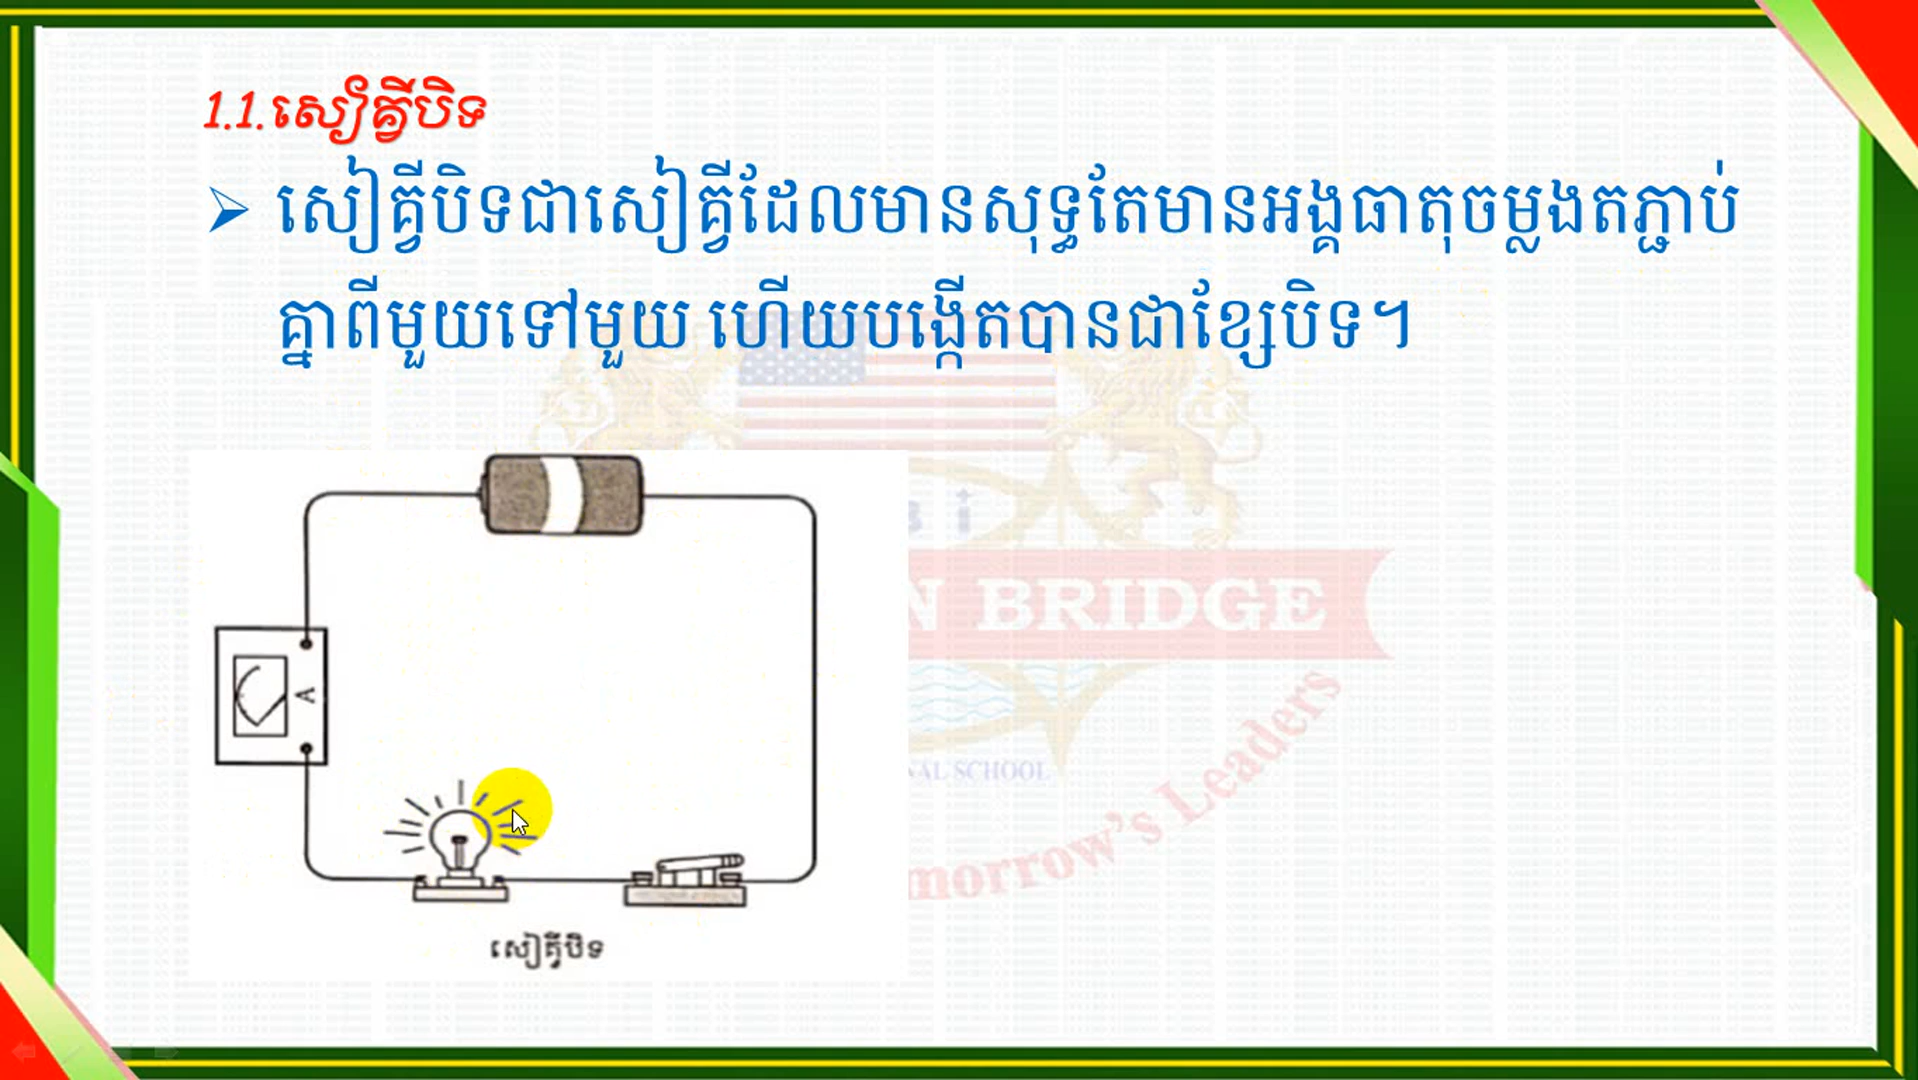 1.1.សៀគ្វីបិទ
➢ សៀគ្វីបិទជាសៀគ្វីដែលមានសុទ្ធតែមានអង្គធាតុចម្លងតភ្ជាប់
គ្នាពីមួយទៅមួយ ហើយបង្កើតបានជាខ្សែបិទ។
B i
N BRIDGE
A
NAL SCHOOL
morrow's Leaders
សៀគ្វីបិទ